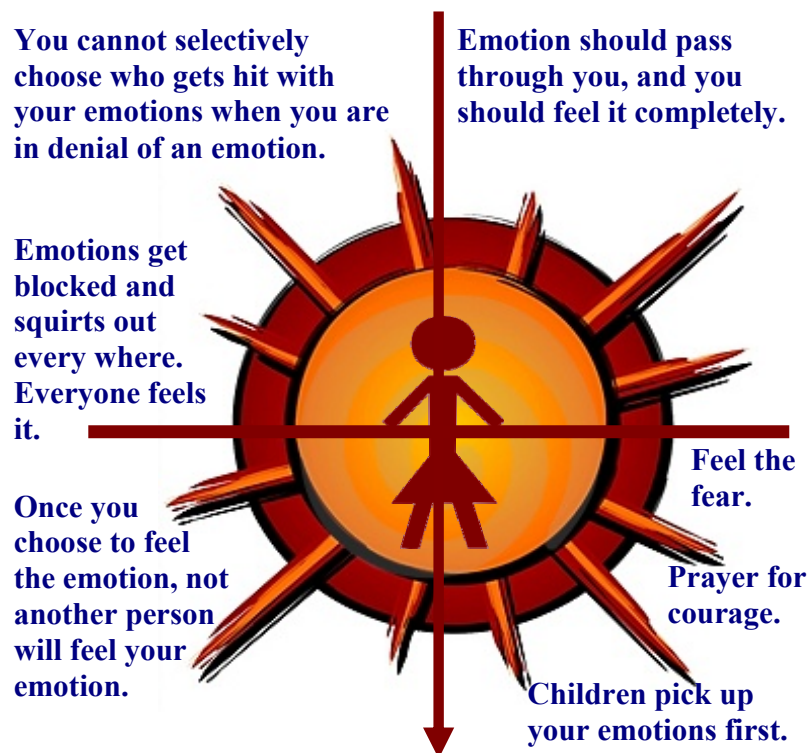 You cannot selectively
choose who gets hit with
your emotions when you are
in denial of an emotion.
Emotion should pass
through you, and you
should feel it completely.
Emotions get
blocked and
squirts out
every where.
Everyone feels
it.
Feel the
fear.
Once you
choose to feel
the emotion, not
another person
will feel your
emotion.
Prayer for
courage.
Children pick up
your emotions first.